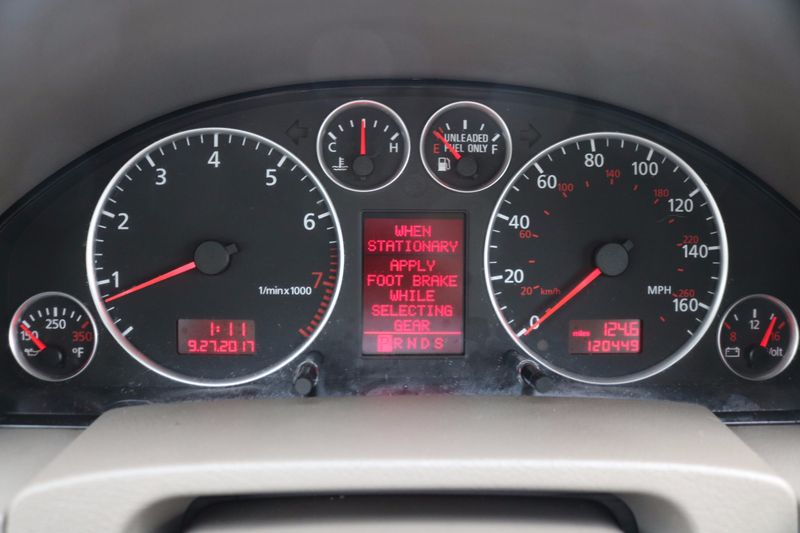 C H
UNLEADED
E FUEL ONLY F
1 2 3 4 5 6 7
1/min x 1000
1:11
9.27.2017
WHEN
STATIONARY
APPLY
FOOT BRAKE
WHILE
SELECTING
GEAR
P R N D S
0 20 40 60 80 100 120 140 160
20 60 100 140 180 220 260
km/h
MPH
miles 124.6
120449
150 250 350
°F
8 12 16
Volt